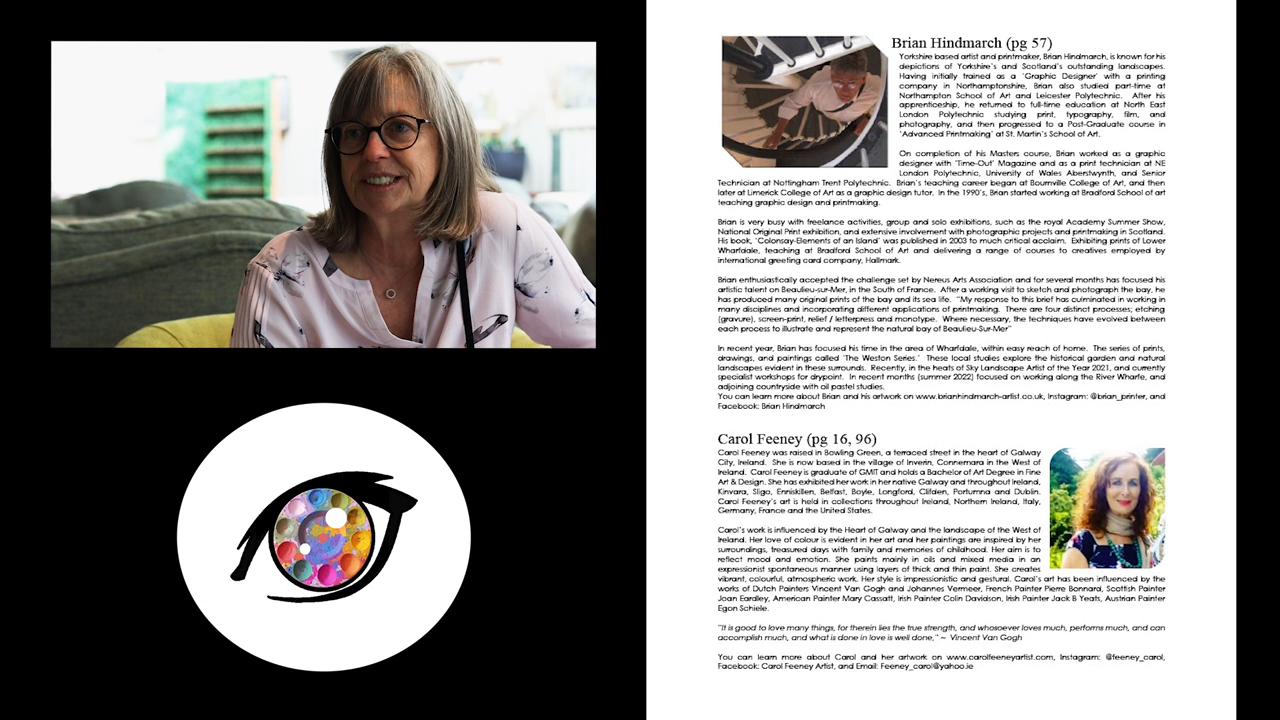 Brian Hindmarch (pg 57)
Yorkshire based artist and printmaker, Brian Hindmarch, is known for his
depictions of Yorkshire's and Scotland's outstanding landscapes.
Having initially trained as a 'Graphic Designer' with a printing
company in Northamptonshire, Brian also studied part-time at
Northampton School of Art and Leicester Polytechnic. After his
apprenticeship, he returned to full-time education at North East
London Polytechnic studying print, typography, film, and
photography, and then progressed to a Post-Graduate course in
'Advanced Printmaking' at St. Martin's School of Art.
On completion of his Masters course, Brian worked as a graphic
designer with 'Time-Out' Magazine and as a print technician at NE
London Polytechnic, University of Wales Aberstwynth, and Senior
Technician at Nottingham Trent Polytechnic. Brian's teaching career began at Bournville College of Art, and then
later at Limerick College of Art as a graphic design tutor. In the 1990's, Brian started working at Bradford School of art
teaching graphic design and printmaking.
Brian is very busy with freelance activities, group and solo exhibitions, such as the royal Academy Summer Show,
National Original Print exhibition, and extensive involvement with photographic projects and printmaking in Scotland.
His book, 'Colonsay-Elements of an Island' was published in 2003 to much critical acclaim. Exhibiting prints of Lower
Wharfdale, teaching at Bradford School of Art and delivering a range of courses to creatives employed by
international greeting card company, Hallmark.
Brian enthusiastically accepted the challenge set by Nereus Arts Association and for several months has focused his
artistic talent on Beaulieu-sur-Mer, in the South of France. After a working visit to sketch and photograph the bay, he
has produced many original prints of the bay and its sea life. "My response to this brief has culminated in working in
many disciplines and incorporating different applications of printmaking. There are four distinct processes; etching
(gravure), screen-print, relief / letterpress and monotype. Where necessary, the techniques have evolved between
each process to illustrate and represent the natural bay of Beaulieu-Sur-Mer"
In recent year, Brian has focused his time in the area of Wharfdale, within easy reach of home. The series of prints,
drawings, and paintings called 'The Weston Series.' These local studies explore the historical garden and natural
landscapes evident in these surrounds. Recently, in the heats of Sky Landscape Artist of the Year 2021, and currently
specialist workshops for drypoint. In recent months (summer 2022) focused on working along the River Wharfe, and
adjoining countryside with oil pastel studies.
You can learn more about Brian and his artwork on www.brianhindmarch-artist.co.uk, Instagram: @brian_printer, and
Facebook: Brian Hindmarch
Carol Feeney (pg 16, 96)
Carol Feeney was raised in Bowling Green, a terraced street in the heart of Galway
City, Ireland. She is now based in the village of Inverin, Connemara in the West of
Ireland. Carol Feeney is graduate of GMIT and holds a Bachelor of Art Degree in Fine
Art & Design. She has exhibited her work in her native Galway and throughout Ireland,
Kinvara, Sligo, Enniskillen, Belfast, Boyle, Longford, Clifden, Portumna and Dublin.
Carol Feeney's art is held in collections throughout Ireland, Northern Ireland, Italy,
Germany, France and the United States.
Carol's work is influenced by the Heart of Galway and the landscape of the West of
Ireland. Her love of colour is evident in her art and her paintings are inspired by her
surroundings, treasured days with family and memories of childhood. Her aim is to
reflect mood and emotion. She paints mainly in oils and mixed media in an
expressionist spontaneous manner using layers of thick and thin paint. She creates
vibrant, colourful, atmospheric work. Her style is impressionistic and gestural. Carol's art has been influenced by the
works of Dutch Painters Vincent Van Gogh and Johannes Vermeer, French Painter Pierre Bonnard, Scottish Painter
Joan Eardley, American Painter Mary Cassatt, Irish Painter Colin Davidson, Irish Painter Jack B Yeats, Austrian Painter
Egon Schiele.
"It is good to love many things, for therein lies the true strength, and whosoever loves much, performs much, and can
accomplish much, and what is done in love is well done," ~ Vincent Van Gogh
You can learn more about Carol and her artwork on www.carolfeeneyartist.com, Instagram: @feeney_carol,
Facebook: Carol Feeney Artist, and Email: Feeney_carol@yahoo.ie